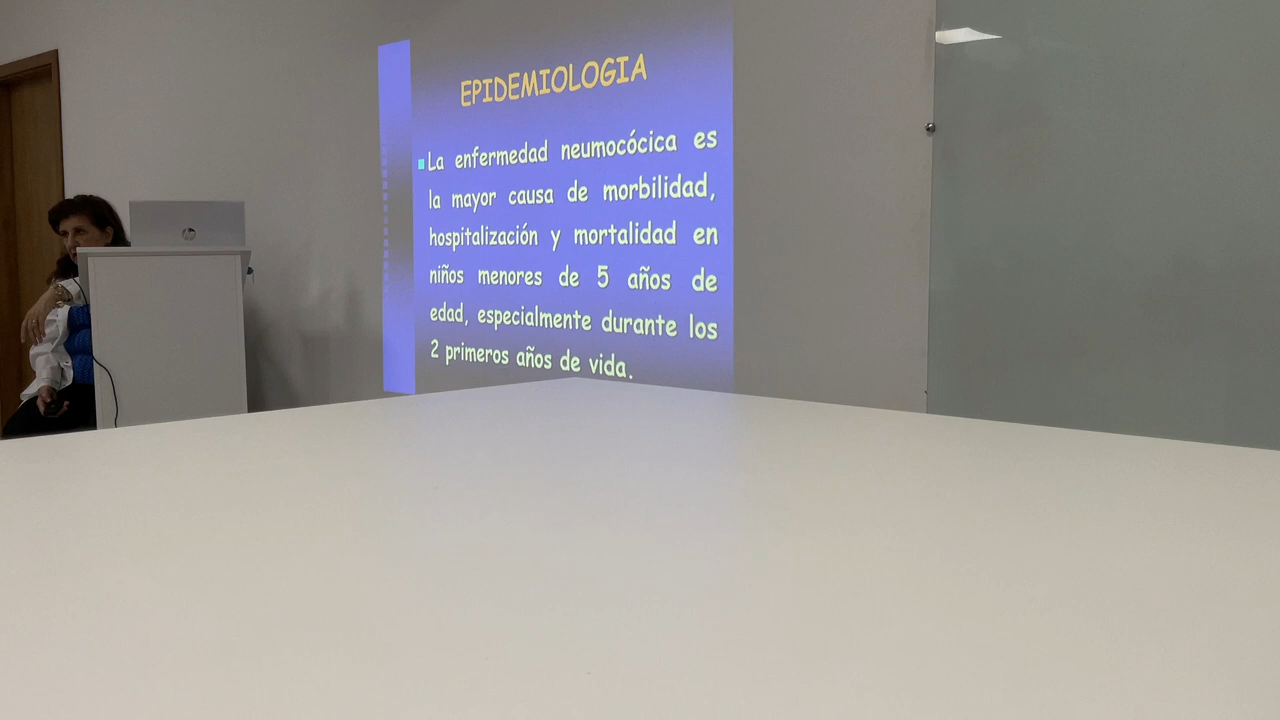 EPIDEMIOLOGIA
La enfermedad neumocócica es
la mayor causa de morbilidad,
hospitalización y mortalidad en
niños menores de 5 años de
edad, especialmente durante los
2 primeros años de vida.
hp